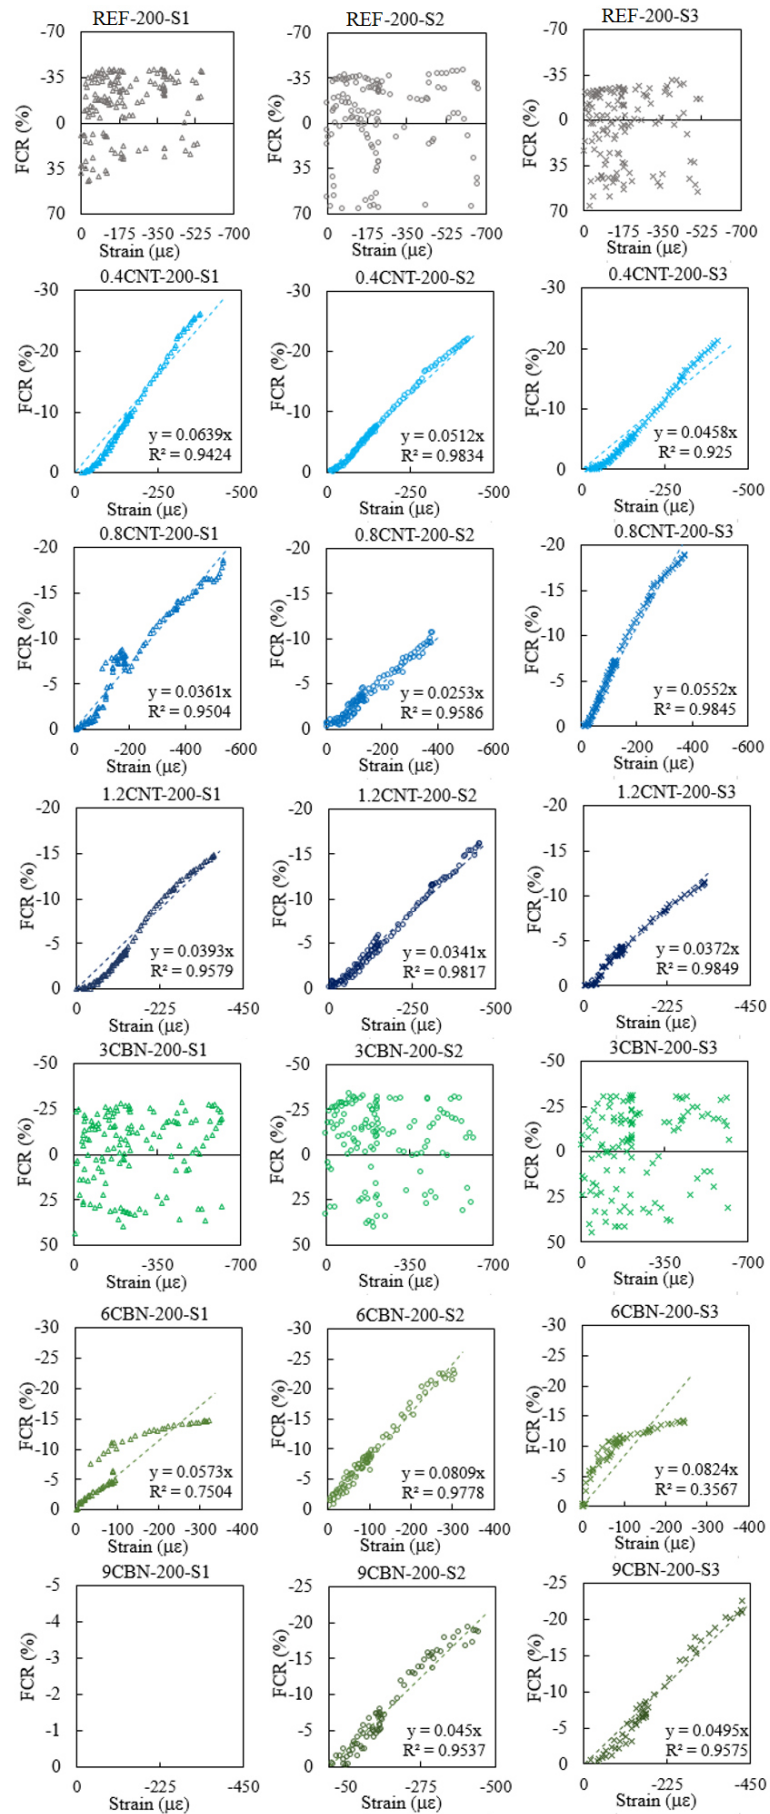 REF-200-S1 REF-200-S2 REF-200-S3
-70 -70 -70
-35 -35 -35
FCR (%) FCR (%) FCR (%)
0 0 0
35 35 35
70 70 70
0 -175 -350 -525 -700 0 -175 -350 -525 -700 0 -175 -350 -525 -700
Strain (με) Strain (με) Strain (με)
0.4CNT-200-S1 0.4CNT-200-S2 0.4CNT-200-S3
-30 -30 -30
-20 -20 -20
FCR (%) FCR (%) FCR (%)
-10 -10 -10
y = 0.0639x y = 0.0512x y = 0.0458x
R² = 0.9424 R² = 0.9834 R² = 0.925
0 0 0
0 -250 -500 0 -250 -500 0 -250 -500
Strain (με) Strain (με) Strain (με)
0.8CNT-200-S1 0.8CNT-200-S2 0.8CNT-200-S3
-20 -20 -20
-15 -15 -15
FCR (%) FCR (%) FCR (%)
-10 -10 -10
-5 -5 -5
y = 0.0361x y = 0.0253x y = 0.0552x
R² = 0.9504 R² = 0.9586 R² = 0.9845
0 0 0
0 -200 -400 -600 0 -200 -400 -600 0 -200 -400 -600
Strain (με) Strain (με) Strain (με)
1.2CNT-200-S1 1.2CNT-200-S2 1.2CNT-200-S3
-20 -20 -20
-15 -15 -15
FCR (%) FCR (%) FCR (%)
-10 -10 -10
-5 -5 -5
y = 0.0393x y = 0.0341x y = 0.0372x
R² = 0.9579 R² = 0.9817 R² = 0.9849
0 0 0
0 -225 -450 0 -250 -500 0 -225 -450
Strain (με) Strain (με) Strain (με)
3CBN-200-S1 3CBN-200-S2 3CBN-200-S3
-50 -50 -50
-25 -25 -25
FCR (%) FCR (%) FCR (%)
0 0 0
25 25 25
50 50 50
0 -350 -700 0 -350 -700 0 -350 -700
Strain (με) Strain (με) Strain (με)
6CBN-200-S1 6CBN-200-S2 6CBN-200-S3
-30 -30 -30
-25 -25 -25
-20 -20 -20
FCR (%) FCR (%) FCR (%)
-15 -15 -15
-10 -10 -10
-5 -5 -5
y = 0.0573x y = 0.0809x y = 0.0824x
R² = 0.7504 R² = 0.9778 R² = 0.3567
0 0 0
0 -100 -200 -300 -400 0 -100 -200 -300 -400 0 -100 -200 -300 -400
Strain (με) Strain (με) Strain (με)
9CBN-200-S1 9CBN-200-S2 9CBN-200-S3
-5 -25 -25
-4 -20 -20
FCR (%) FCR (%) FCR (%)
-3 -15 -15
-2 -10 -10
-1 -5 -5
y = 0.045x y = 0.0495x
R² = 0.9537 R² = 0.9575
0 0 0
0 -225 -450 -50 -275 -500 0 -225 -450
Strain (με) Strain (με) Strain (με)